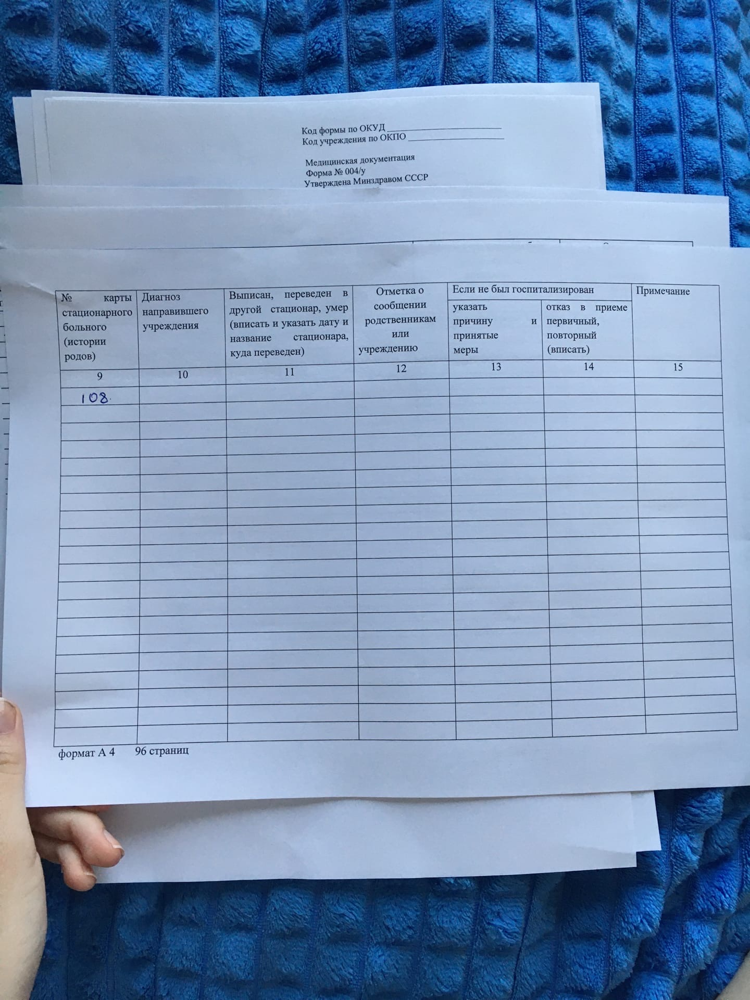 Код формы по ОКУД
Код учреждения по ОКПО
Медицинская документация
Форма № 004/у
Утверждена Минздравом СССР
№ карты
стационарного
больного
(истории
родов)
Диагноз
направившего
учреждения
Выписан, переведен в
другой стационар, умер
(вписать и указать дату и
название стационара,
куда переведен)
Отметка о
сообщении
родственникам
или
учреждению
Если не был госпитализирован
указать
причину и
принятые
меры
отказ в приеме
первичный,
повторный
(вписать)
Примечание
9 10 11 12 13 14 15
108.
формат А 4 96 страниц